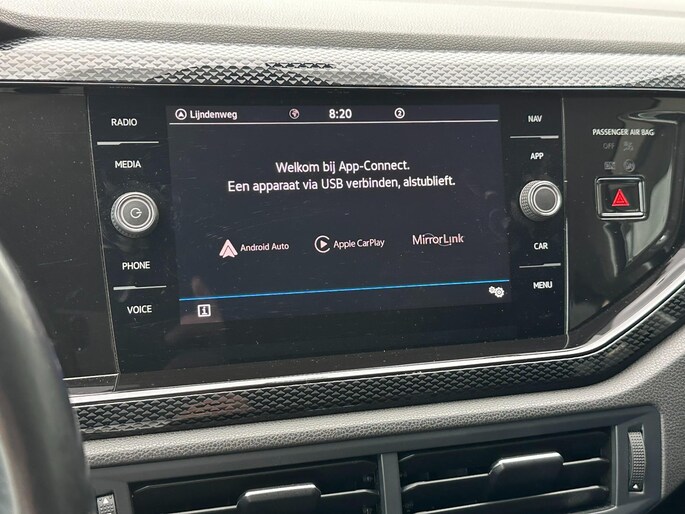 Lijndenweg 8:20 2
RADIO
MEDIA
PHONE
VOICE
Welkom bij App-Connect.
Een apparaat via USB verbinden, alstublieft.
Android Auto Apple CarPlay MirrorLink
i
NAV
APP
CAR
MENU
PASSENGER AIR BAG
OFF